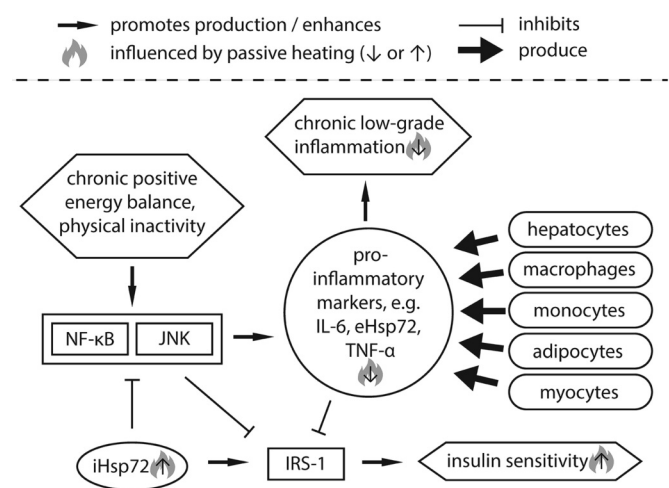 promotes production / enhances
inhibits
influenced by passive heating (↓ or ↑)
produce
chronic low-grade
inflammation ↓
chronic positive
energy balance,
physical inactivity
pro-
inflammatory
markers, e.g.
IL-6, eHsp72,
TNF-α
↓
hepatocytes
macrophages
monocytes
adipocytes
myocytes
NF-κB
JNK
iHsp72 ↑
IRS-1
insulin sensitivity ↑